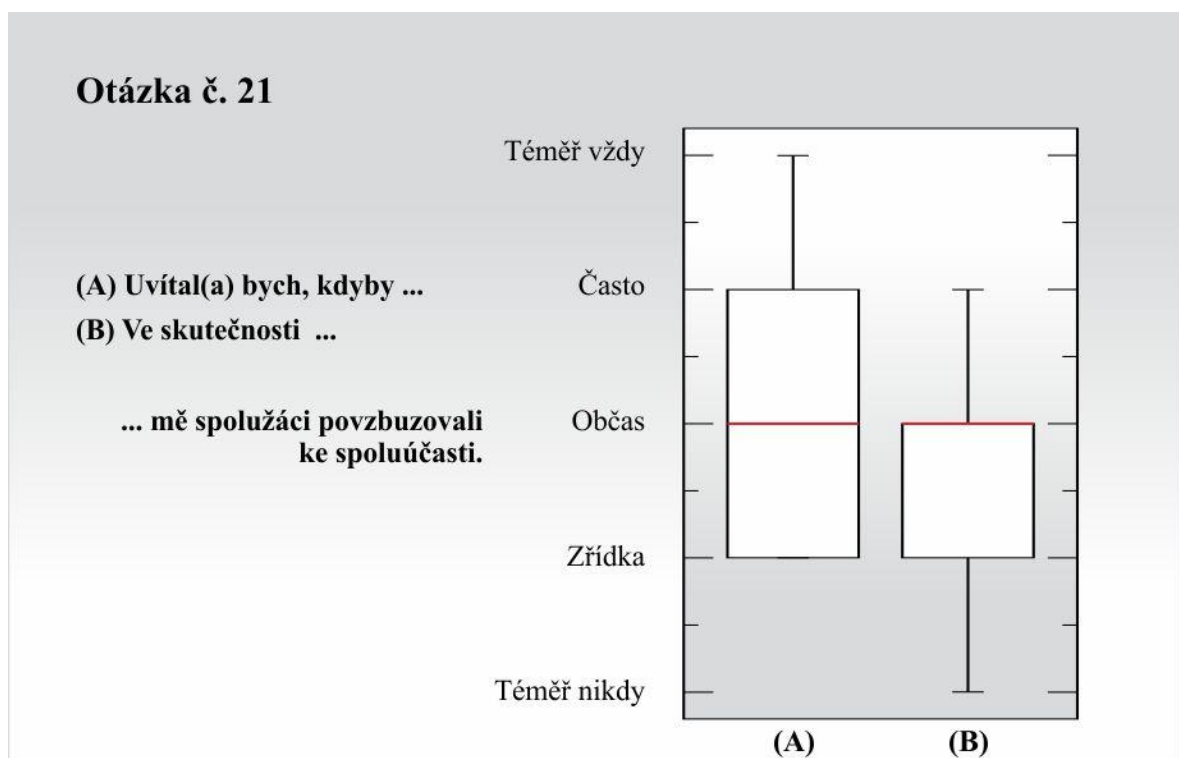 Otázka č. 21
Téměř vždy
(A) Uvítal(a) bych, kdyby ...
Často
(B) Ve skutečnosti ...
... mě spolužáci povzbuzovali
Občas
ke spoluúčasti.
Zřídka
Téměř nikdy
(A) (B)